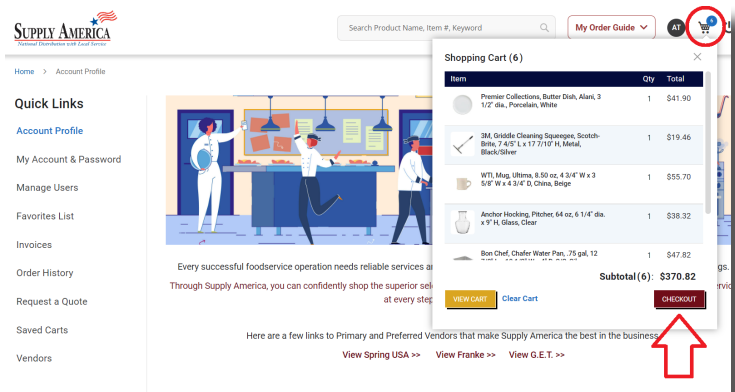 SUPPLY AMERICA
National Distribution with Local Service
Search Product Name, Item #, Keyword
My Order Guide
AT
6
Home > Account Profile
Quick Links
Account Profile
My Account & Password
Manage Users
Favorites List
Invoices
Order History
Request a Quote
Saved Carts
Vendors
Shopping Cart (6)
Item Qty Total
Premier Collections, Butter Dish, Alani, 3
1/2" dia., Porcelain, White
1 $41.90
3M, Griddle Cleaning Squeegee, Scotch-
Brite, 7 4/5" L x 17 7/10" H, Metal,
Black/Silver
1 $19.46
WTI, Mug, Ultima, 8.50 oz, 4 3/4" W x 3
5/8" W x 4 3/4" D, China, Beige
1 $55.70
Anchor Hocking, Pitcher, 64 oz, 6 1/4" dia.
x 9" H, Glass, Clear
1 $38.32
Bon Chef, Chafer Water Pan, .75 gal, 12
1 $47.82
Subtotal(6): $370.82
VIEW CART Clear Cart CHECKOUT
Every successful foodservice operation needs reliable services
Through Supply America, you can confidently shop the superior
at every step
Here are a few links to Primary and Preferred Vendors that make Supply America the best in the business.
View Spring USA >> View Franke >> View G.E.T. >>